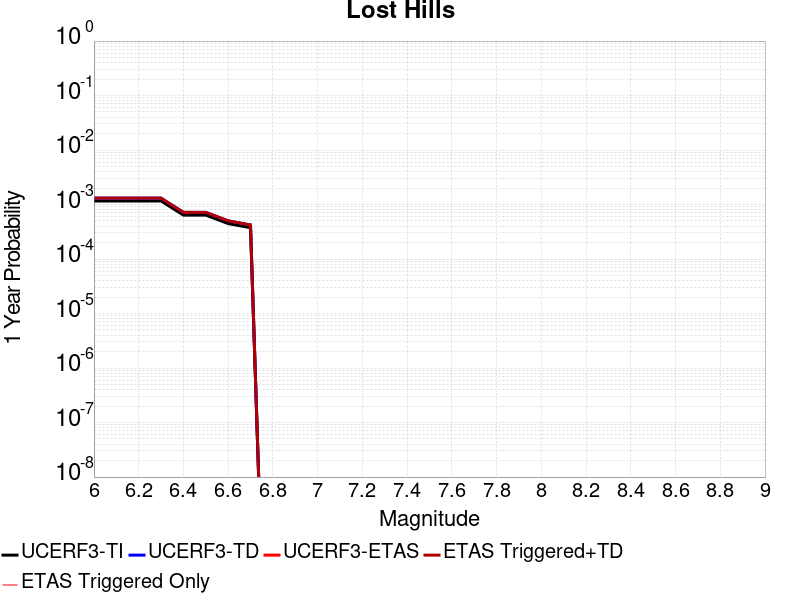 Lost Hills
10^0
10^-1
10^-2
10^-3
10^-4
10^-5
10^-6
10^-7
10^-8
1 Year Probability
6 6.2 6.4 6.6 6.8 7 7.2 7.4 7.6 7.8 8 8.2 8.4 8.6 8.8 9
Magnitude
UCERF3-TI UCERF3-TD UCERF3-ETAS ETAS Triggered+TD
ETAS Triggered Only